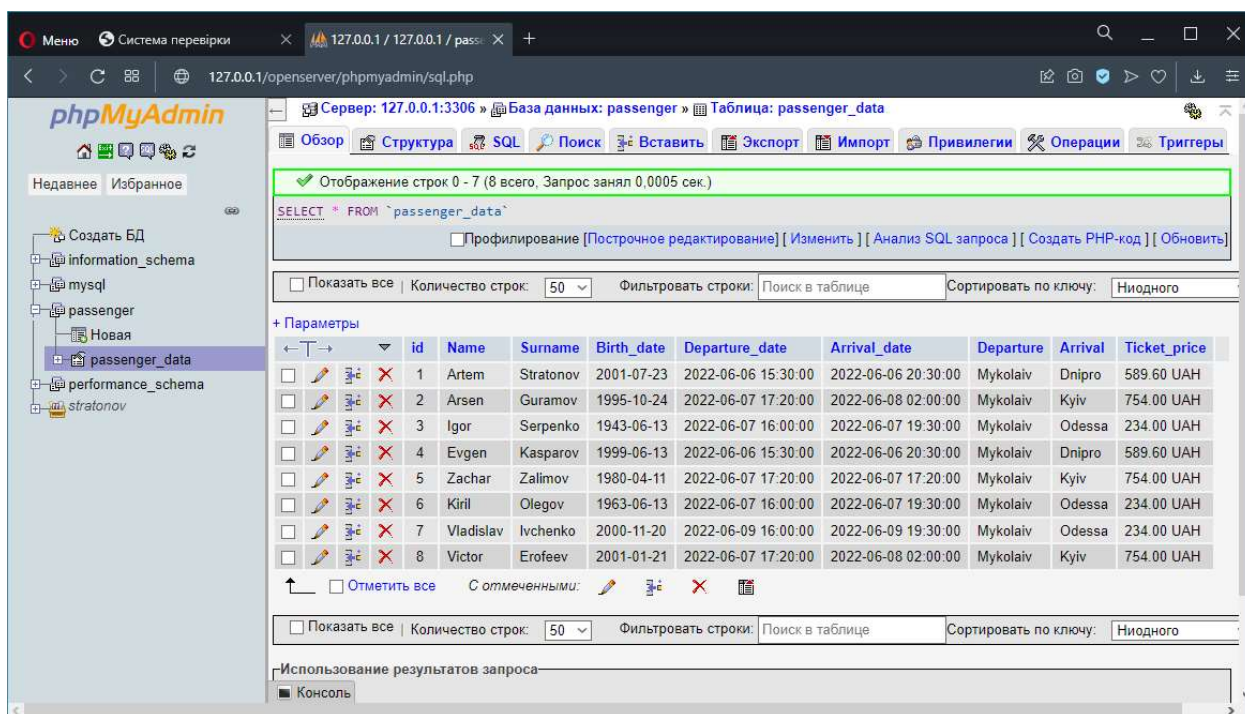 Меню Система перевірки 127.0.0.1 / 127.0.0.1 / pass
127.0.0.1/openserver/phpmyadmin/sql.php
phpMyAdmin
Недавнее Избранное
Создать БД
information_schema
mysql
passenger
Новая
passenger_data
performance_schema
stratonov
Сервер: 127.0.0.1:3306 » База данных: passenger » Таблица: passenger_data
Обзор Структура SQL Поиск Вставить Экспорт Импорт Привилегии Операции Триггеры
Отображение строк 0 - 7 (8 всего, Запрос занял 0,0005 сек.)
SELECT * FROM `passenger_data`
Профилирование [Построчное редактирование] [ Изменить ] [ Анализ SQL запроса ] [ Создать PHP-код ] [ Обновить]
Показать все | Количество строк: 50 Фильтровать строки: Поиск в таблице Сортировать по ключу: Ниодного
+ Параметры
←T→ id Name Surname Birth_date Departure_date Arrival_date Departure Arrival Ticket_price
1 Artem Stratonov 2001-07-23 2022-06-06 15:30:00 2022-06-06 20:30:00 Mykolaiv Dnipro 589.60 UAH
2 Arsen Guramov 1995-10-24 2022-06-07 17:20:00 2022-06-08 02:00:00 Mykolaiv Kyiv 754.00 UAH
3 Igor Serpenko 1943-06-13 2022-06-07 16:00:00 2022-06-07 19:30:00 Mykolaiv Odessa 234.00 UAH
4 Evgen Kasparov 1999-06-13 2022-06-06 15:30:00 2022-06-06 20:30:00 Mykolaiv Dnipro 589.60 UAH
5 Zachar Zalimov 1980-04-11 2022-06-07 17:20:00 2022-06-07 17:20:00 Mykolaiv Kyiv 754.00 UAH
6 Kiril Olegov 1963-06-13 2022-06-07 16:00:00 2022-06-07 19:30:00 Mykolaiv Odessa 234.00 UAH
7 Vladislav Ivchenko 2000-11-20 2022-06-09 16:00:00 2022-06-09 19:30:00 Mykolaiv Odessa 234.00 UAH
8 Victor Erofeev 2001-01-21 2022-06-07 17:20:00 2022-06-08 02:00:00 Mykolaiv Kyiv 754.00 UAH
Отметить все С отмеченными:
Показать все | Количество строк: 50 Фильтровать строки: Поиск в таблице Сортировать по ключу: Ниодного
Использование результатов запроса
Консоль